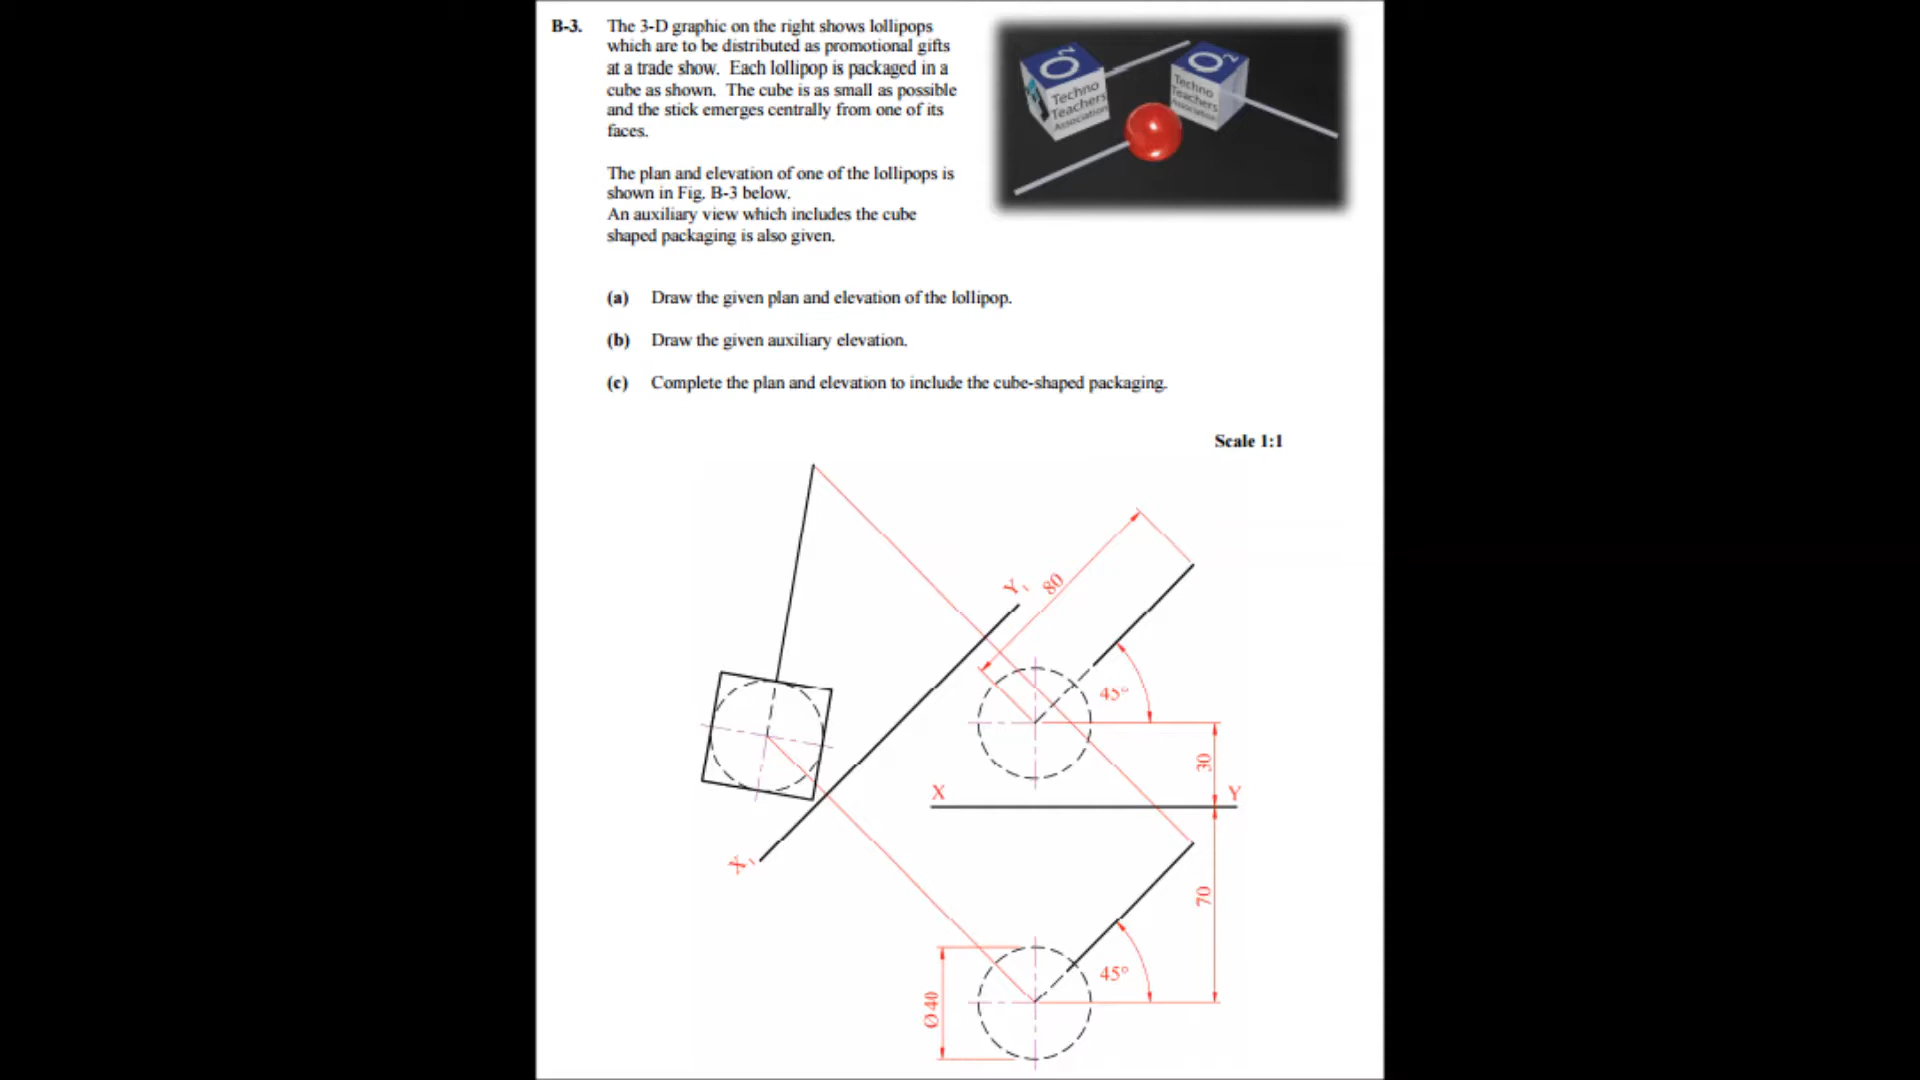 B-3. The 3-D graphic on the right shows lollipops
which are to be distributed as promotional gifts
at a trade show. Each lollipop is packaged in a
cube as shown. The cube is as small as possible
and the stick emerges centrally from one of its
faces.
O2
Techno
Teachers
Association
O2
Techno
Teachers
Association
The plan and elevation of one of the lollipops is
shown in Fig. B-3 below.
An auxiliary view which includes the cube
shaped packaging is also given.
(a) Draw the given plan and elevation of the lollipop.
(b) Draw the given auxiliary elevation.
(c) Complete the plan and elevation to include the cube-shaped packaging.
Scale 1:1
Y1
80
45°
30
X
Y
X1
70
45°
Ø40